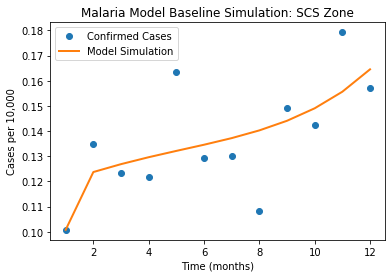 Malaria Model Baseline Simulation: SCS Zone
Confirmed Cases
Model Simulation
Cases per 10,000
0.18
0.17
0.16
0.15
0.14
0.13
0.12
0.11
0.10
2 4 6 8 10 12
Time (months)